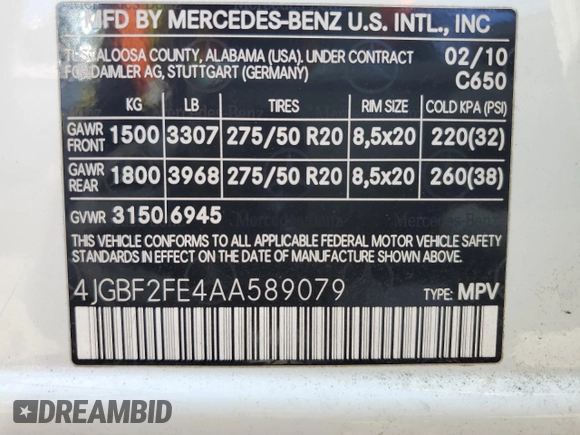 MFD BY MERCEDES-BENZ U.S. INTL., INC
TUSKALOOSA COUNTY, ALABAMA (USA). UNDER CONTRACT 02/10
FOR DAIMLER AG, STUTTGART (GERMANY) C650
KG LB TIRES RIM SIZE COLD KPA (PSI)
GAWR FRONT 1500 3307 275/50 R20 8,5x20 220(32)
GAWR REAR 1800 3968 275/50 R20 8,5x20 260(38)
GVWR 3150 6945
THIS VEHICLE CONFORMS TO ALL APPLICABLE FEDERAL MOTOR VEHICLE SAFETY
STANDARDS IN EFFECT ON THE DATE OF MANUFACTURE SHOWN ABOVE.
4JGBF2FE4AA589079 TYPE: MPV
DREAMBID